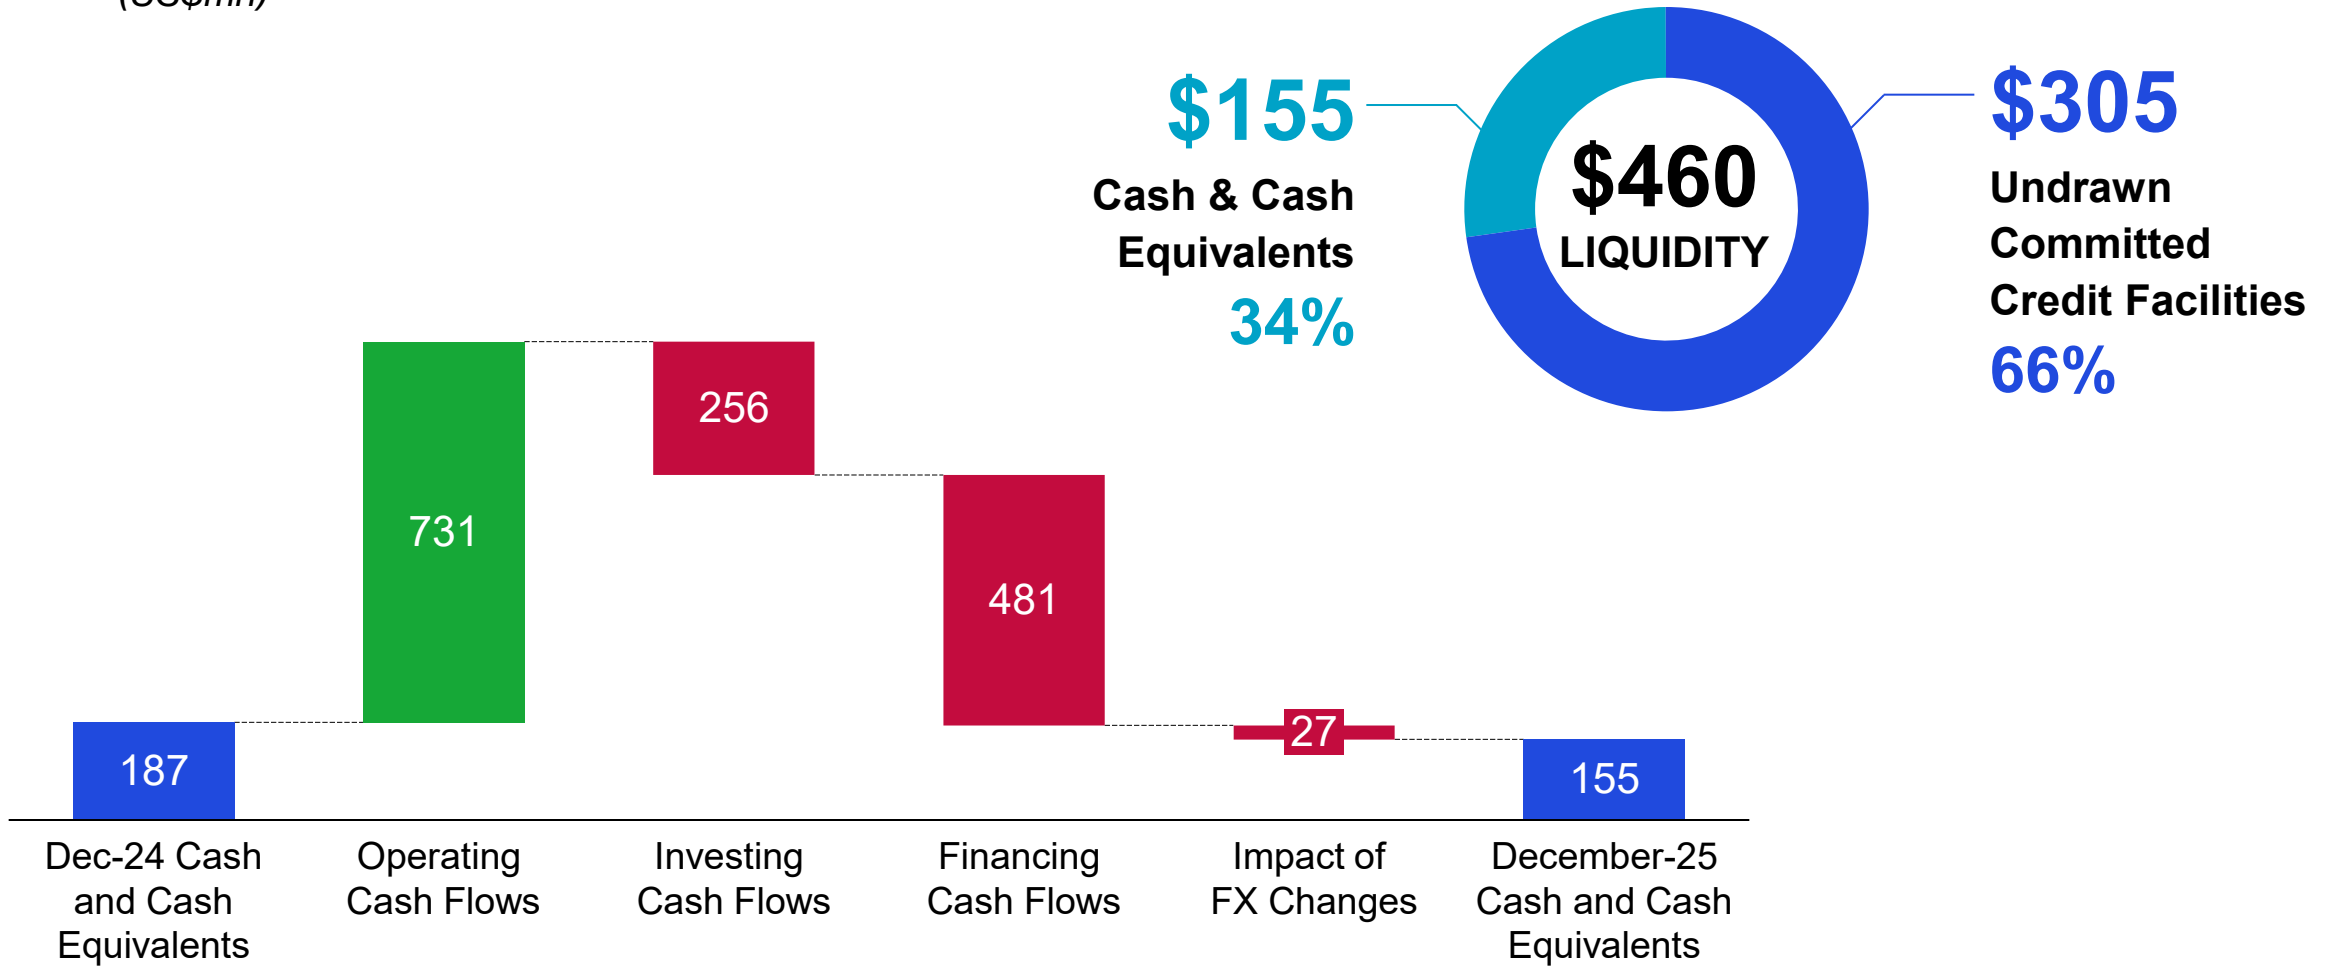 (US$mn)
$155
Cash & Cash
Equivalents
34%
$460
LIQUIDITY
$305
Undrawn
Committed
Credit Facilities
66%
187
731
256
481
27
155
Dec-24 Cash
and Cash
Equivalents
Operating
Cash Flows
Investing
Cash Flows
Financing
Cash Flows
Impact of
FX Changes
December-25
Cash and Cash
Equivalents